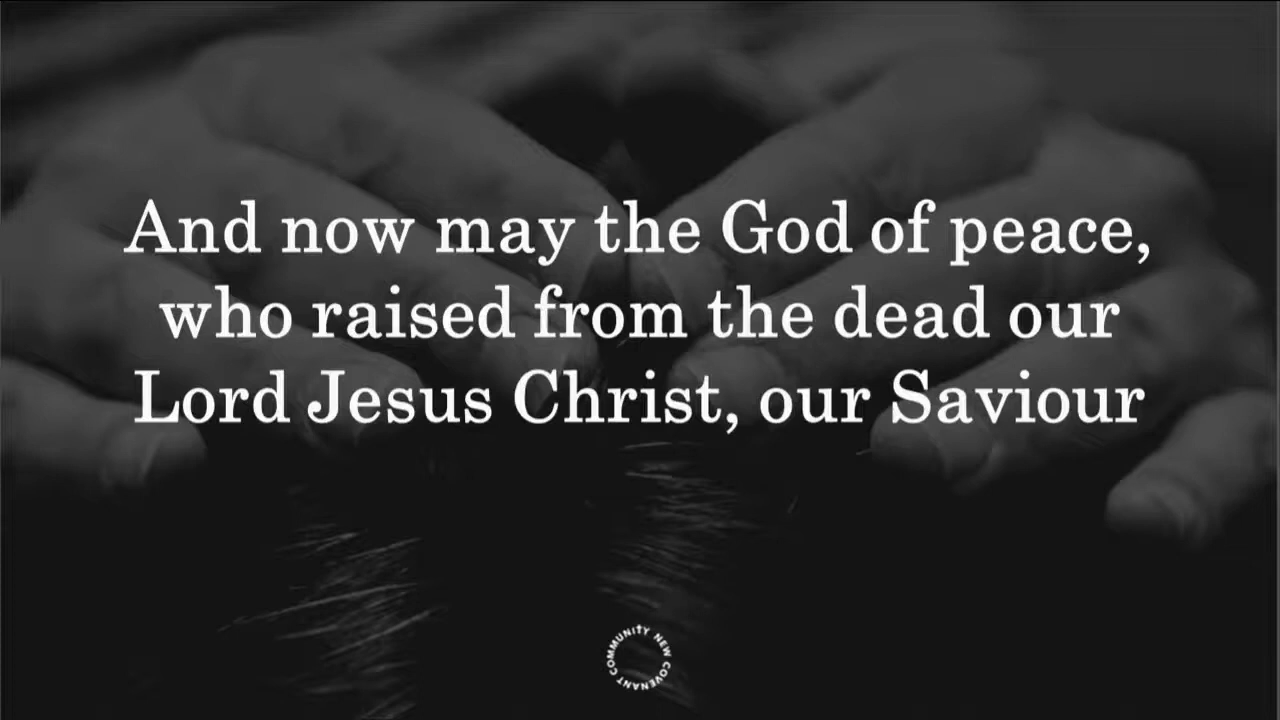 And now may the God of peace,
who raised from the dead our
Lord Jesus Christ, our Saviour
NEW COVENANT COMMUNITY